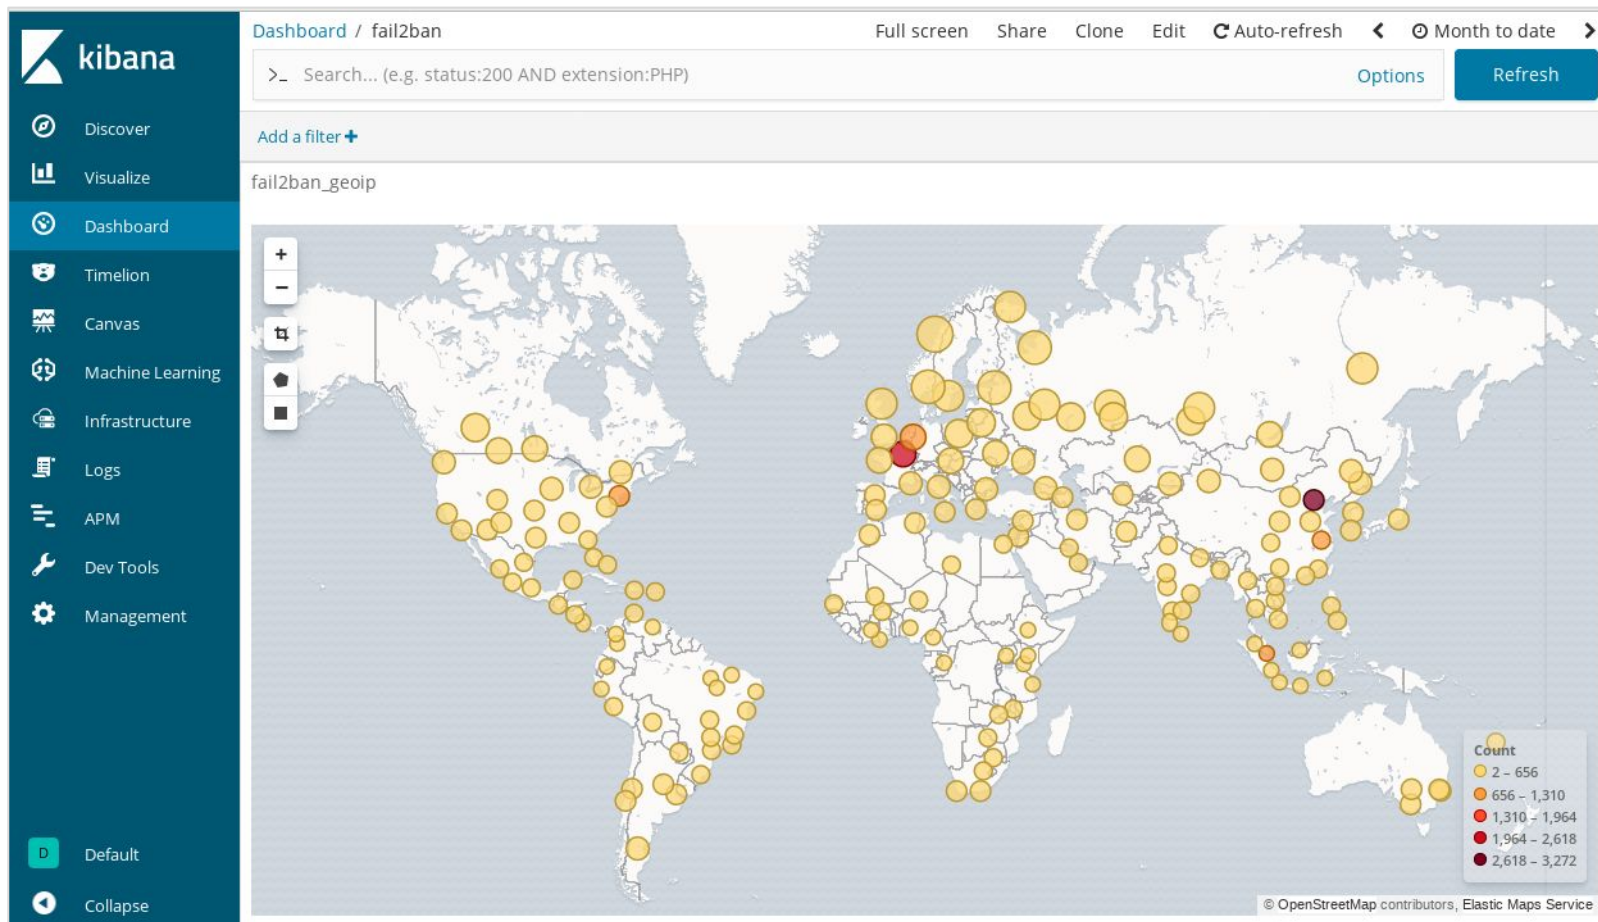 kibana
Discover
Visualize
Dashboard
Timelion
Canvas
Machine Learning
Infrastructure
Logs
APM
Dev Tools
Management
D Default
Collapse
Dashboard / fail2ban Full screen Share Clone Edit Auto-refresh Month to date
>_ Search... (e.g. status:200 AND extension:PHP) Options Refresh
Add a filter +
fail2ban_geoip
+
−
Count
2 – 656
656 – 1,310
1,310 – 1,964
1,964 – 2,618
2,618 – 3,272
© OpenStreetMap contributors, Elastic Maps Service